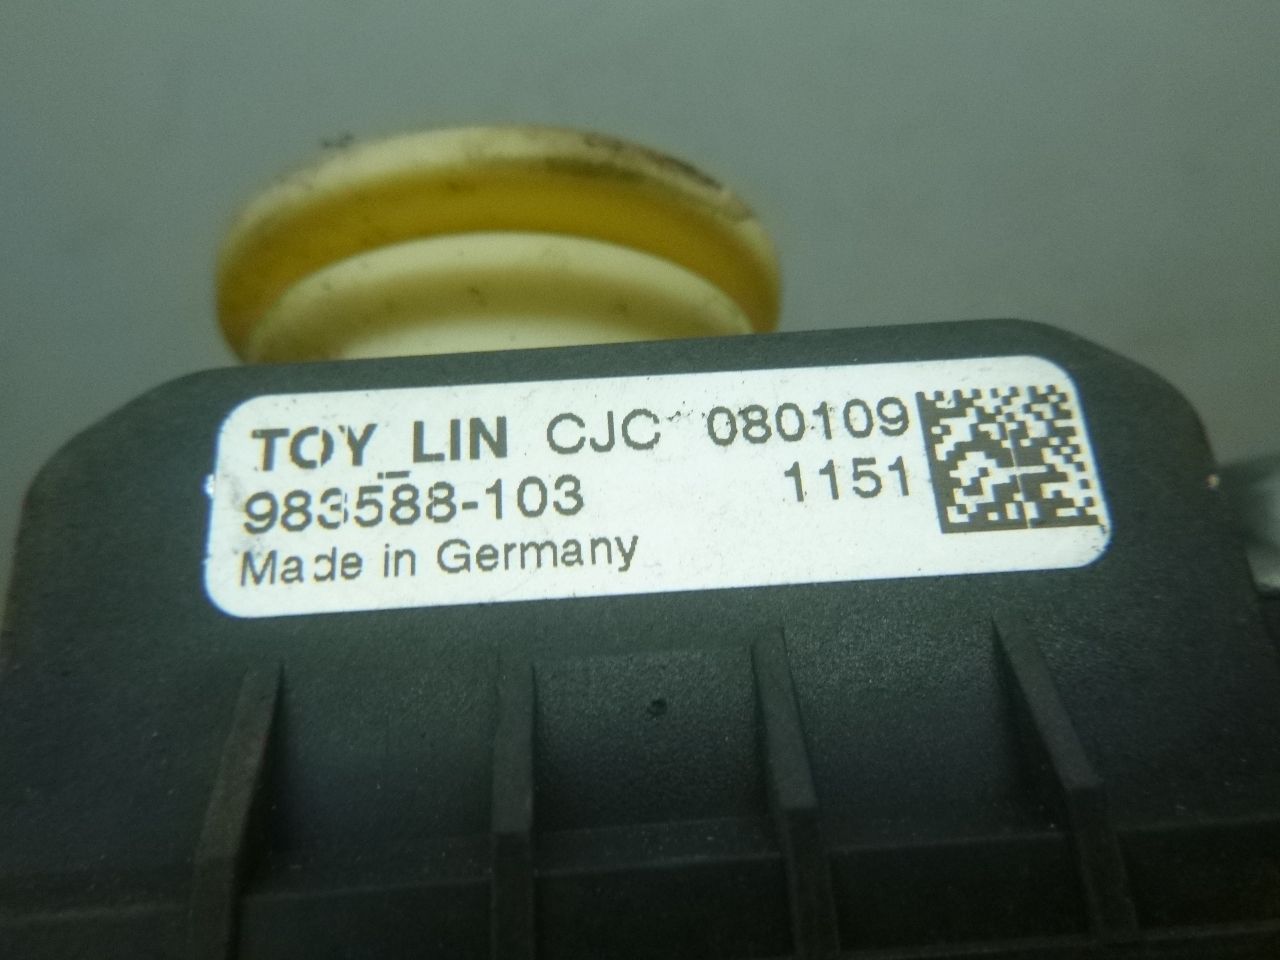 TOY_LIN CJC 080109
983588-103 1151
Made in Germany